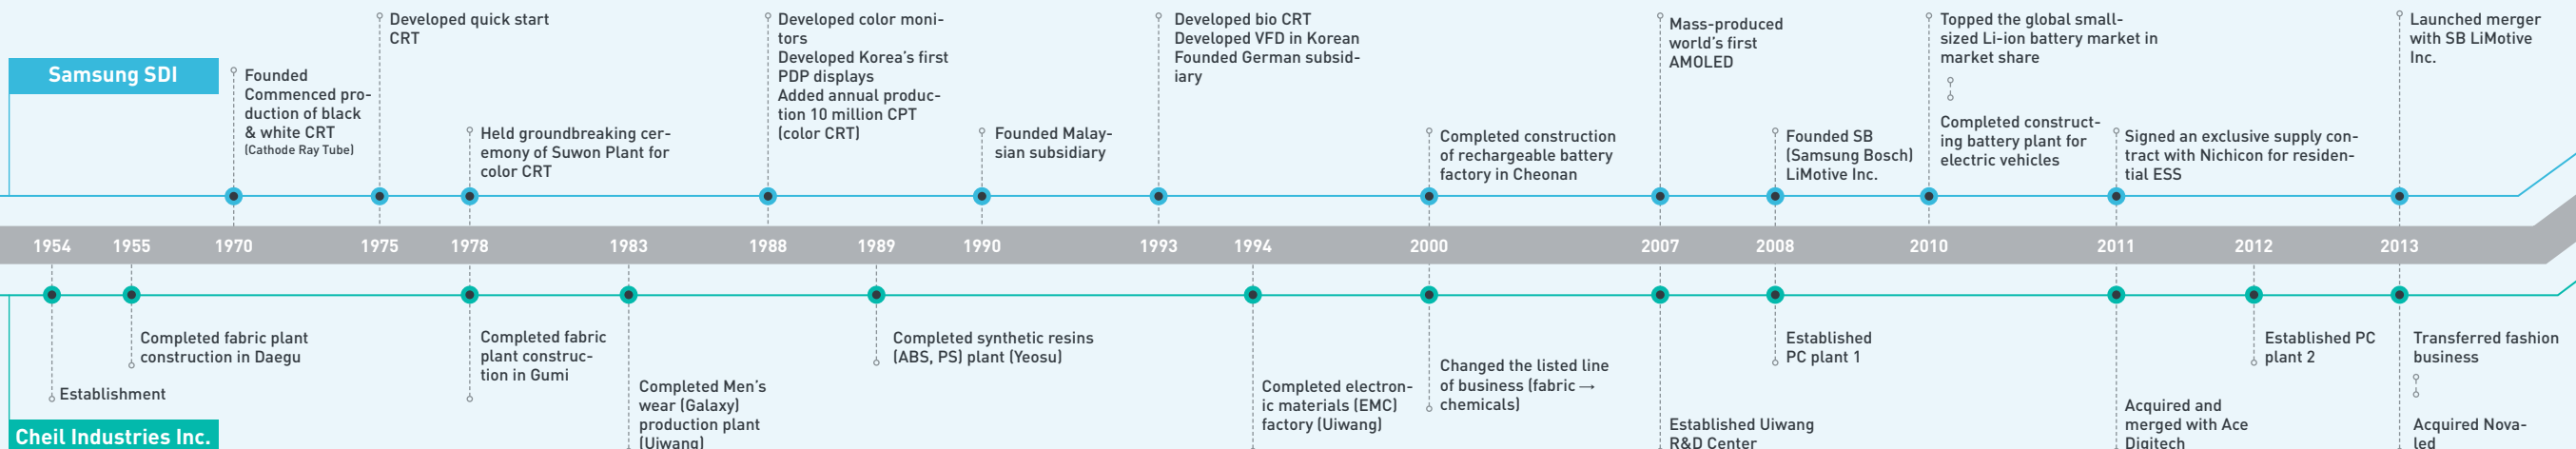 Samsung SDI
Founded
Commenced pro-
duction of black
& white CRT
(Cathode Ray Tube)
Developed quick start
CRT
Held groundbreaking cer-
emony of Suwon Plant for
color CRT
Developed color moni-
tors
Developed Korea's first
PDP displays
Added annual produc-
tion 10 million CPT
(color CRT)
Founded Malay-
sian subsidiary
Developed bio CRT
Developed VFD in Korean
Founded German subsid-
iary
Completed construction
of rechargeable battery
factory in Cheonan
Mass-produced
world's first
AMOLED
Founded SB
(Samsung Bosch)
LiMotive Inc.
Topped the global small-
sized Li-ion battery market in
market share
Completed construct-
ing battery plant for
electric vehicles
Signed an exclusive supply con-
tract with Nichicon for residen-
tial ESS
Launched merger
with SB LiMotive
Inc.
1954 1955 1970 1975 1978 1983 1988 1989 1990 1993 1994 2000 2007 2008 2010 2011 2012 2013
Establishment
Completed fabric plant
construction in Daegu
Completed fabric
plant construc-
tion in Gumi
Completed Men's
wear (Galaxy)
production plant
(Uiwang)
Completed synthetic resins
(ABS, PS) plant (Yeosu)
Completed electron-
ic materials (EMC)
factory (Uiwang)
Changed the listed line
of business (fabric →
chemicals)
Established Uiwang
R&D Center
Established
PC plant 1
Acquired and
merged with Ace
Digitech
Established PC
plant 2
Transferred fashion
business
Acquired Nova-
led
Cheil Industries Inc.